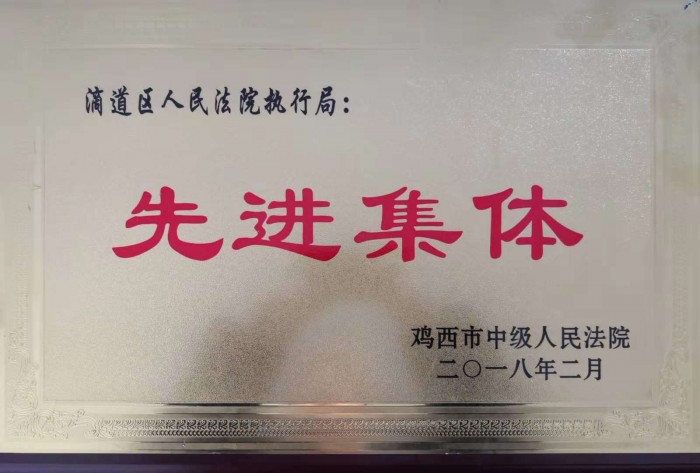 滴道区人民法院执行局：
先进集体
鸡西市中级人民法院
二〇一八年二月